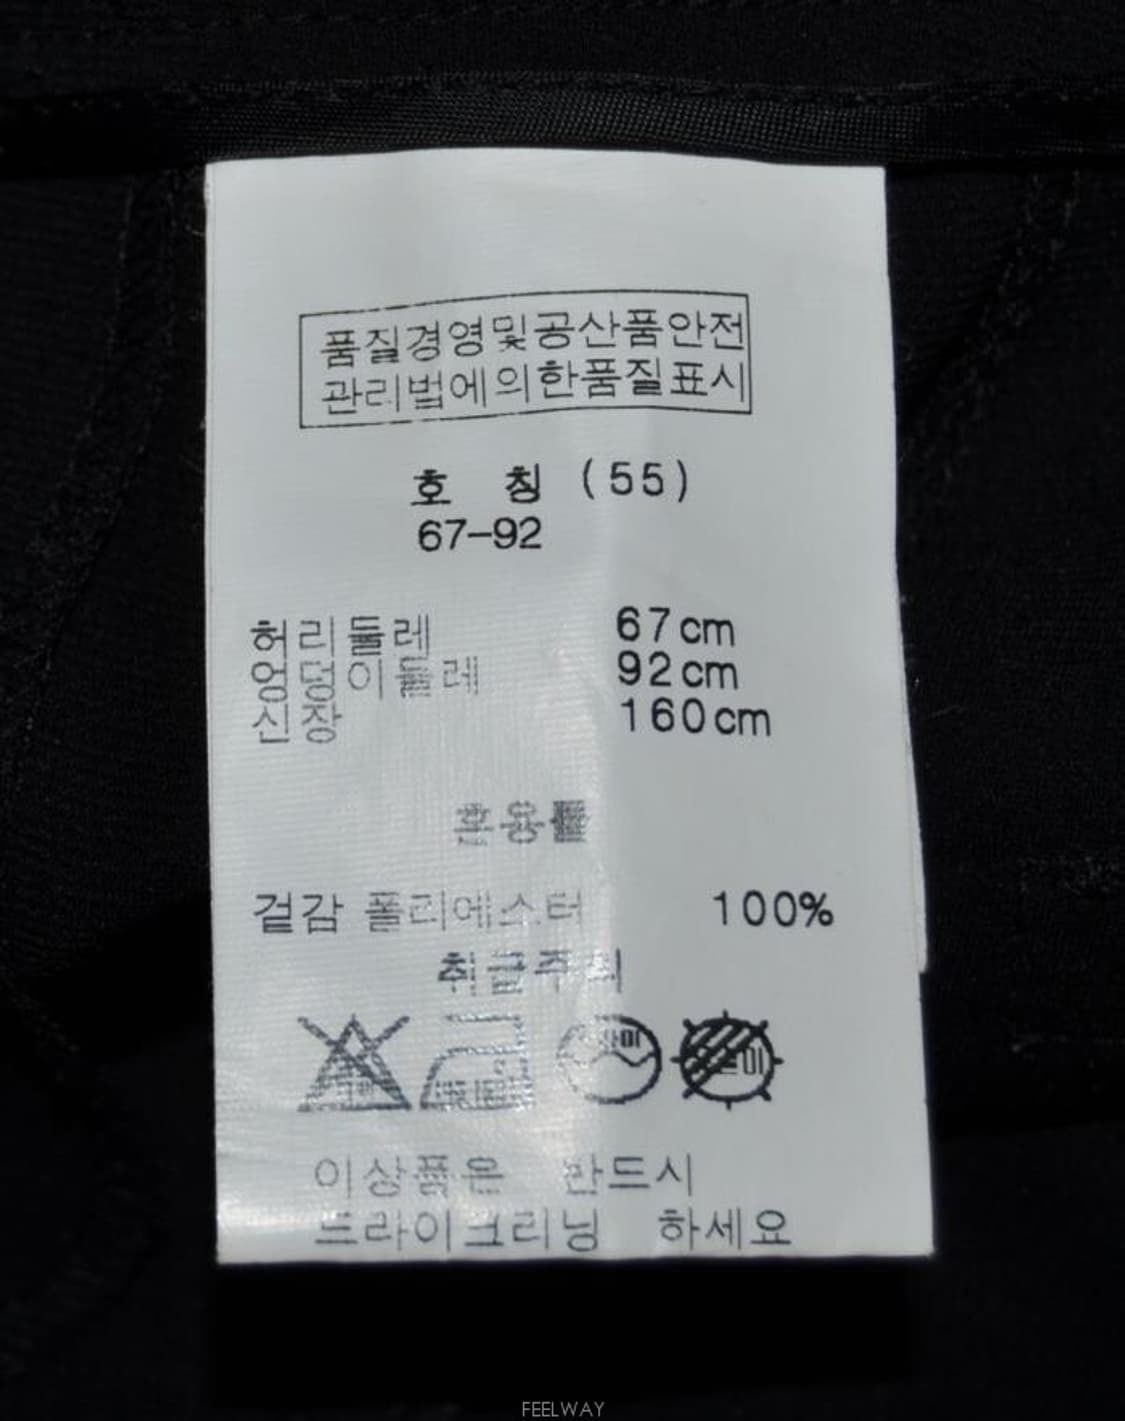 품질경영및공산품안전
관리법에의한품질표시
호 칭 (55)
67-92
허리둘레 67cm
엉덩이둘레 92cm
신장 160cm
혼용률
겉감 폴리에스터 100%
취급주의
이상품은 반드시
드라이크리닝 하세요
FEELWAY